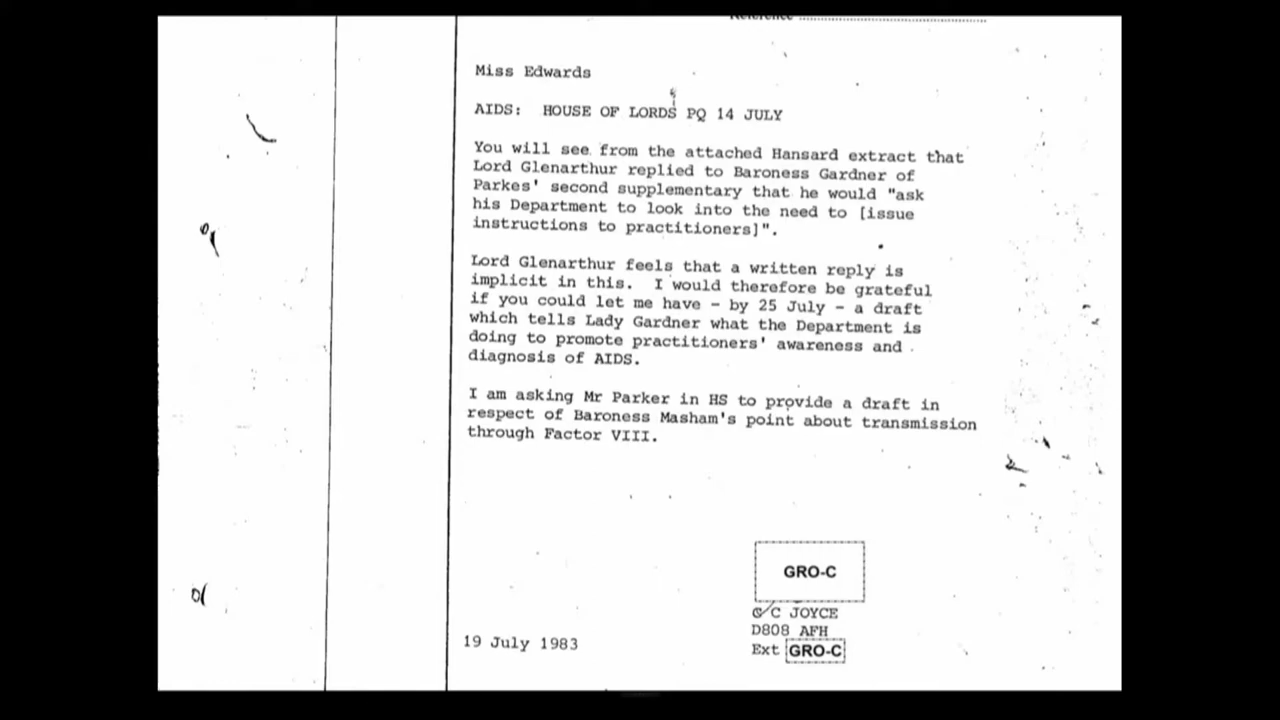 Reference
Miss Edwards
AIDS: HOUSE OF LORDS PQ 14 JULY
You will see from the attached Hansard extract that
Lord Glenarthur replied to Baroness Gardner of
Parkes' second supplementary that he would "ask
his Department to look into the need to [issue
instructions to practitioners]".
Lord Glenarthur feels that a written reply is
implicit in this. I would therefore be grateful
if you could let me have - by 25 July - a draft
which tells Lady Gardner what the Department is
doing to promote practitioners' awareness and
diagnosis of AIDS.
I am asking Mr Parker in HS to provide a draft in
respect of Baroness Masham's point about transmission
through Factor VIII.
GRO-C
C JOYCE
D808 AFH
19 July 1983
Ext GRO-C